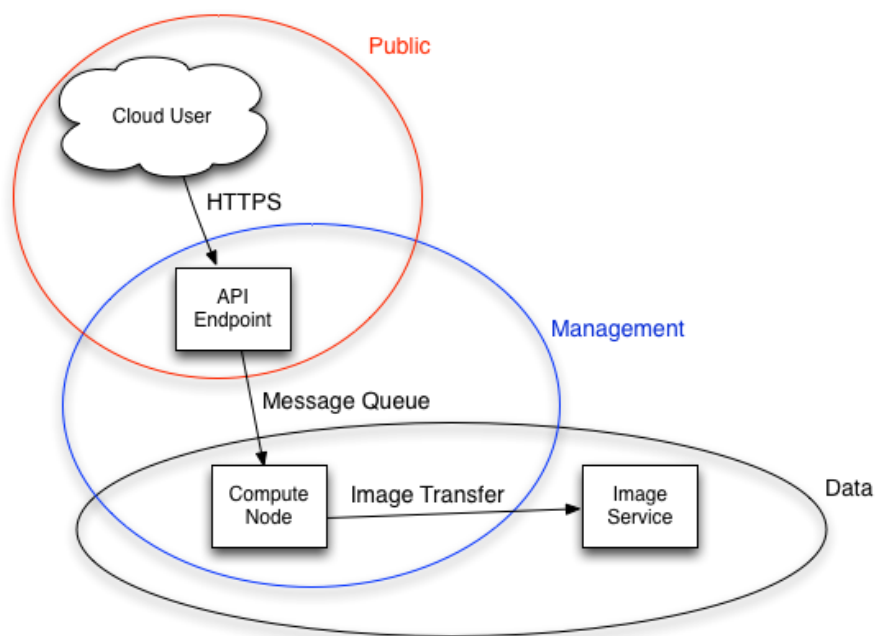 Public
Cloud User
HTTPS
API
Endpoint
Management
Message Queue
Compute
Node
Image Transfer
Image
Service
Data